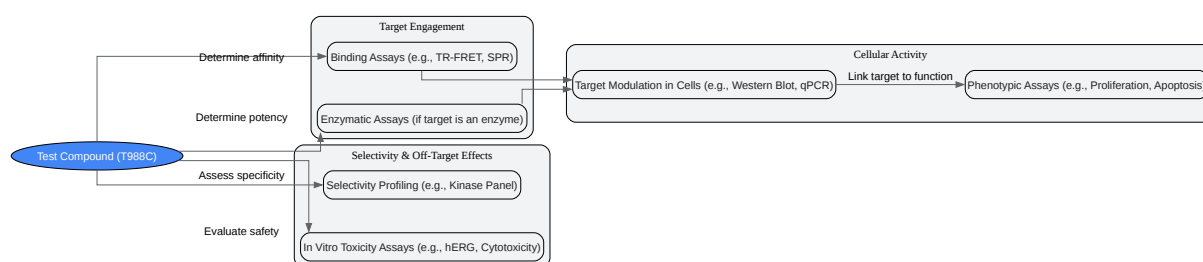 Target Engagement
Determine affinity
Binding Assays (e.g., TR-FRET, SPR)
Cellular Activity
Link target to function
Target Modulation in Cells (e.g., Western Blot, qPCR)
Phenotypic Assays (e.g., Proliferation, Apoptosis)
Determine potency
Enzymatic Assays (if target is an enzyme)
Test Compound (T988C)
Selectivity & Off-Target Effects
Assess specificity
Selectivity Profiling (e.g., Kinase Panel)
Evaluate safety
In Vitro Toxicity Assays (e.g., hERG, Cytotoxicity)